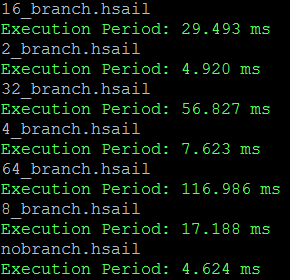 16_branch.hsail
Execution Period: 29.493 ms
2_branch.hsail
Execution Period: 4.920 ms
32_branch.hsail
Execution Period: 56.827 ms
4_branch.hsail
Execution Period: 7.623 ms
64_branch.hsail
Execution Period: 116.986 ms
8_branch.hsail
Execution Period: 17.188 ms
nobranch.hsail
Execution Period: 4.624 ms